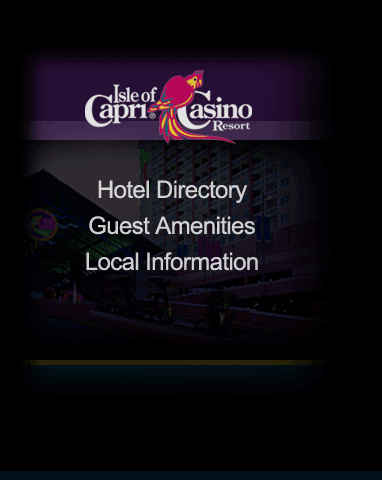 Isle of
Capri® Casino
Resort
Hotel Directory
Guest Amenities
Local Information